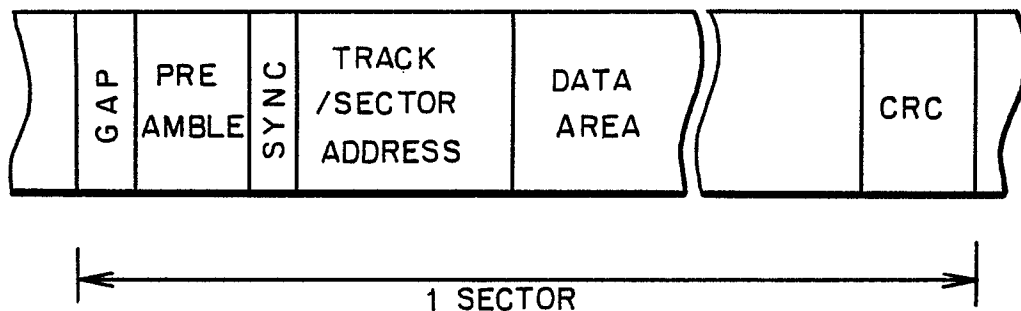 GAP
PRE
AMBLE
SYNC
TRACK
/SECTOR
ADDRESS
DATA
AREA
CRC
1 SECTOR